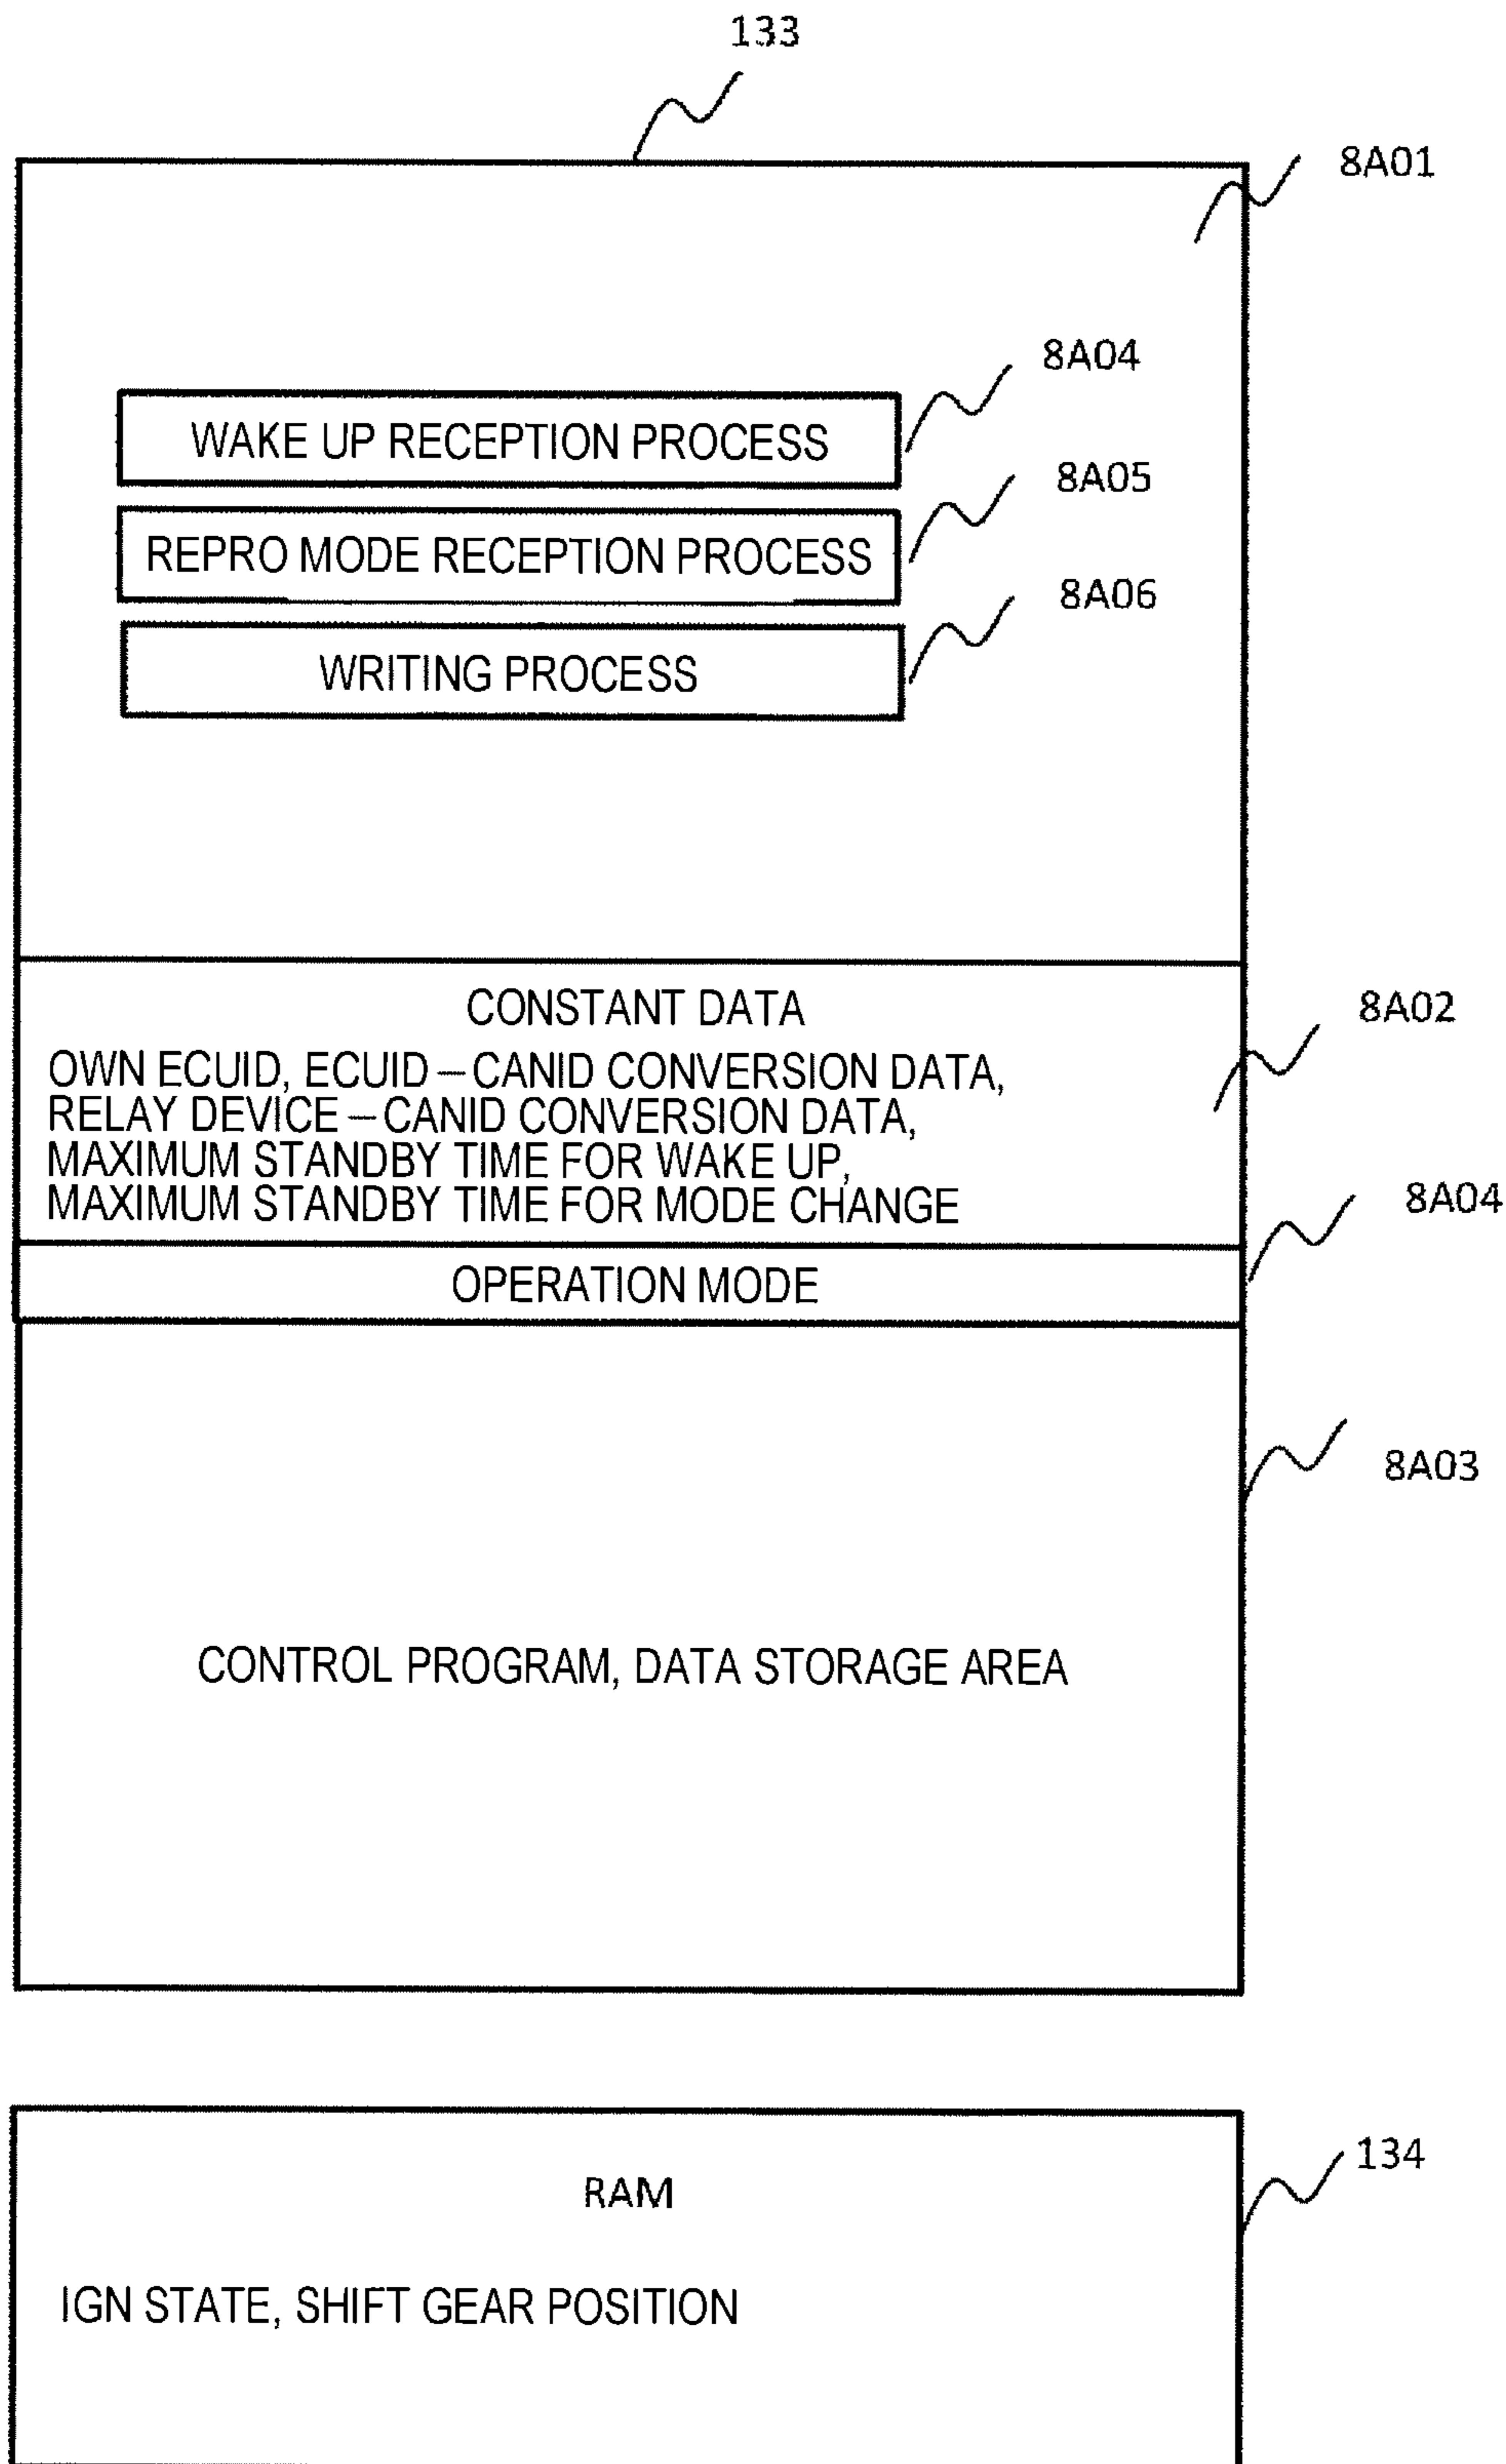 133
8A01
8A04
WAKE UP RECEPTION PROCESS
8A05
REPRO MODE RECEPTION PROCESS
8A06
WRITING PROCESS
CONSTANT DATA
8A02
OWN ECUID, ECUID—CANID CONVERSION DATA,
RELAY DEVICE—CANID CONVERSION DATA,
MAXIMUM STANDBY TIME FOR WAKE UP,
MAXIMUM STANDBY TIME FOR MODE CHANGE
8A04
OPERATION MODE
8A03
CONTROL PROGRAM, DATA STORAGE AREA
134
RAM
IGN STATE, SHIFT GEAR POSITION